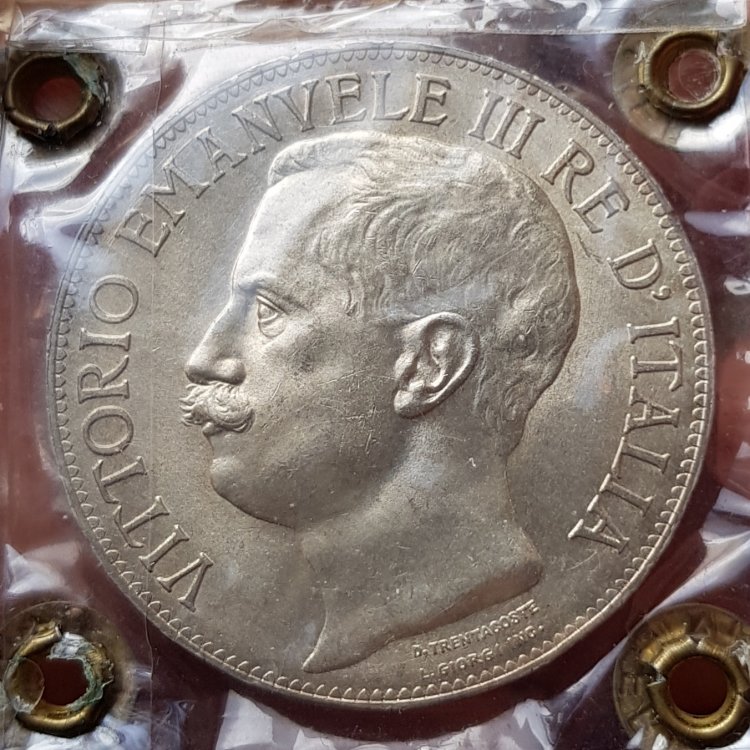 VITTORIO EMANVELE III RE D'ITALIA
D. TRENTACOSTE
L. GIORGI INC.